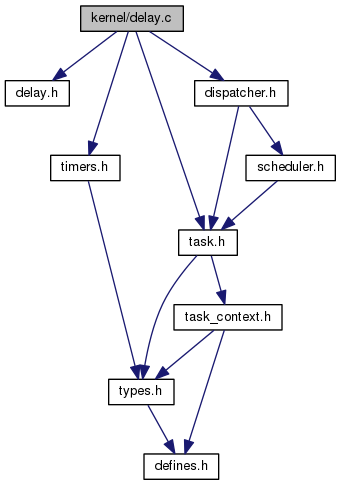 kernel/delay.c
delay.h
dispatcher.h
timers.h
scheduler.h
task.h
task_context.h
types.h
defines.h